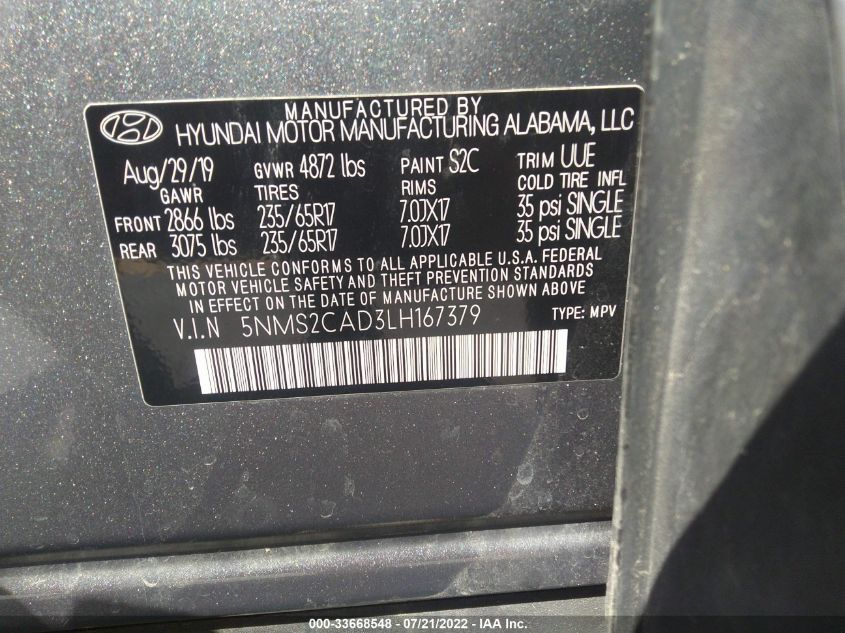 MANUFACTURED BY
HYUNDAI MOTOR MANUFACTURING ALABAMA, LLC
Aug/29/19 GVWR 4872 lbs PAINT S2C TRIM UUE
GAWR TIRES RIMS COLD TIRE INFL
FRONT 2866 lbs 235/65R17 7.0JX17 35 psi SINGLE
REAR 3075 lbs 235/65R17 7.0JX17 35 psi SINGLE
THIS VEHICLE CONFORMS TO ALL APPLICABLE U.S.A. FEDERAL
MOTOR VEHICLE SAFETY AND THEFT PREVENTION STANDARDS
IN EFFECT ON THE DATE OF MANUFACTURE SHOWN ABOVE
V.I.N 5NMS2CAD3LH167379 TYPE: MPV
000-33668548 - 07/21/2022 - IAA Inc.